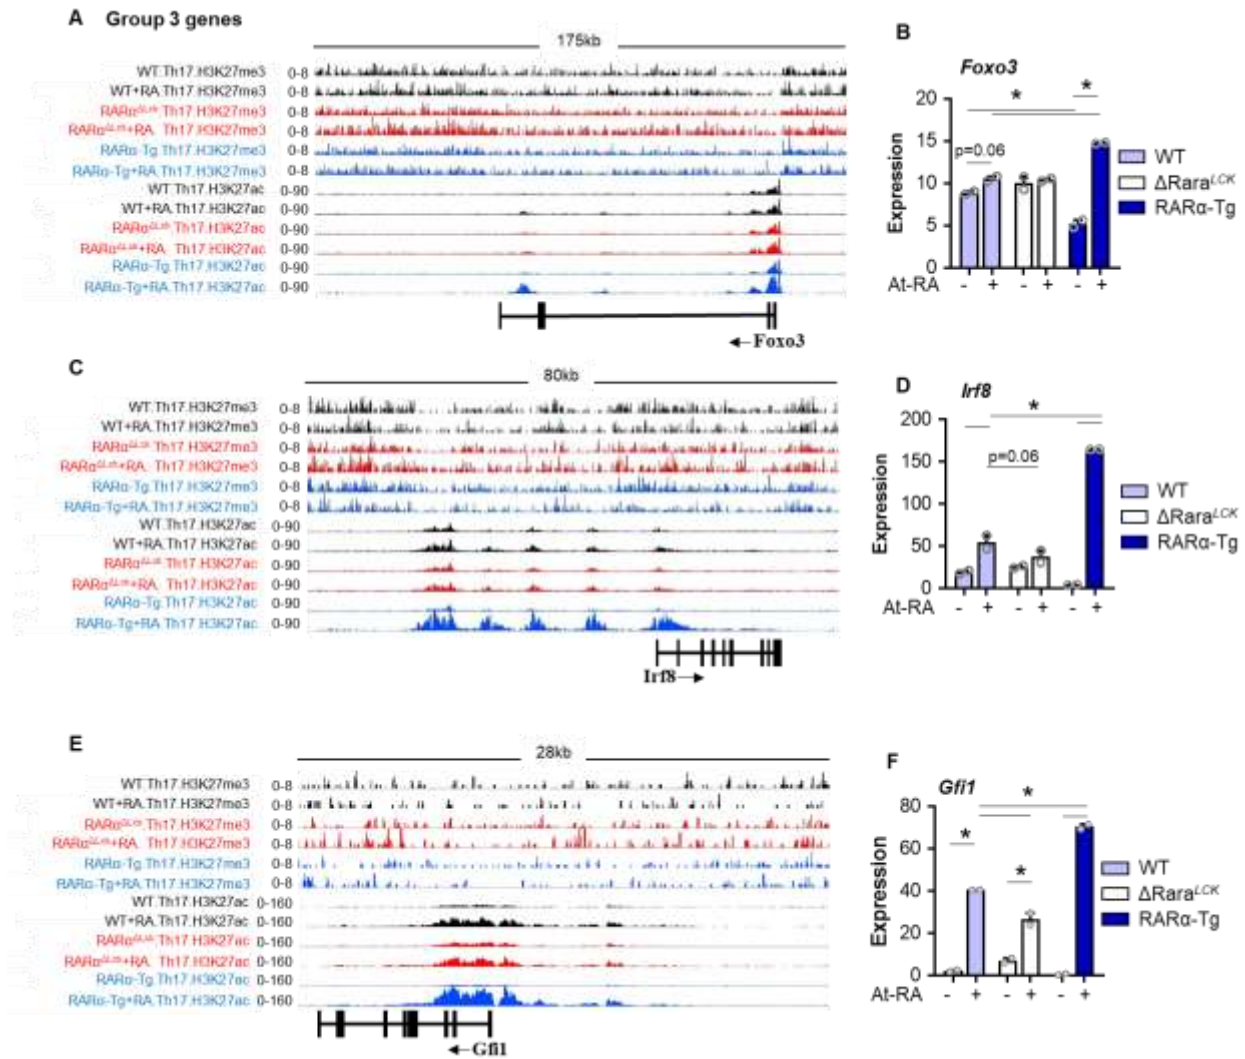 A Group 3 genes
175kb
WT.Th17.H3K27me3 0-8
WT+RA.Th17.H3K27me3 0-8
RARα .Th17.H3K27me3 0-8
RARα +RA. Th17.H3K27me3 0-8
RARα-Tg.Th17.H3K27me3 0-8
RARα-Tg+RA.Th17.H3K27me3 0-8
WT.Th17.H3K27ac 0-90
WT+RA.Th17.H3K27ac 0-90
RARα .Th17.H3K27ac 0-90
RARα +RA. Th17.H3K27ac 0-90
RARα-Tg.Th17.H3K27ac 0-90
RARα-Tg+RA.Th17.H3K27ac 0-90
←Foxo3
B
Foxo3
Expression
20
15
10
5
0
p=0.06
*
*
At-RA - + - + - +
WT
ΔRara^LCK
RARα-Tg
C
80kb
WT.Th17.H3K27me3 0-8
WT+RA.Th17.H3K27me3 0-8
RARα .Th17.H3K27me3 0-8
RARα +RA. Th17.H3K27me3 0-8
RARα-Tg.Th17.H3K27me3 0-8
RARα-Tg+RA.Th17.H3K27me3 0-8
WT.Th17.H3K27ac 0-90
WT+RA.Th17.H3K27ac 0-90
RARα .Th17.H3K27ac 0-90
RARα +RA. Th17.H3K27ac 0-90
RARα-Tg.Th17.H3K27ac 0-90
RARα-Tg+RA.Th17.H3K27ac 0-90
Irf8→
D
Irf8
Expression
200
150
100
50
0
*
p=0.06
At-RA - + - + - +
WT
ΔRara^LCK
RARα-Tg
E
28kb
WT.Th17.H3K27me3 0-8
WT+RA.Th17.H3K27me3 0-8
RARα .Th17.H3K27me3 0-8
RARα +RA. Th17.H3K27me3 0-8
RARα-Tg.Th17.H3K27me3 0-8
RARα-Tg+RA.Th17.H3K27me3 0-8
WT.Th17.H3K27ac 0-160
WT+RA.Th17.H3K27ac 0-160
RARα .Th17.H3K27ac 0-160
RARα +RA. Th17.H3K27ac 0-160
RARα-Tg.Th17.H3K27ac 0-160
RARα-Tg+RA.Th17.H3K27ac 0-160
←Gfi1
F
Gfi1
Expression
80
60
40
20
0
*
*
*
At-RA - + - + - +
WT
ΔRara^LCK
RARα-Tg